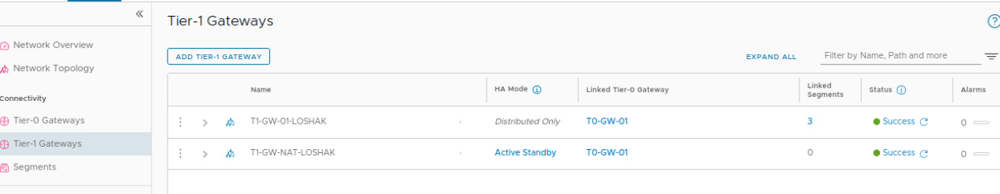 «
Tier-1 Gateways
Network Overview
Network Topology
Connectivity
Tier-0 Gateways
Tier-1 Gateways
Segments
ADD TIER-1 GATEWAY
EXPAND ALL
Filter by Name, Path and more
Name HA Mode Linked Tier-0 Gateway Linked Segments Status Alarms
T1-GW-01-LOSHAK Distributed Only T0-GW-01 3 Success 0
T1-GW-NAT-LOSHAK Active Standby T0-GW-01 0 Success 0